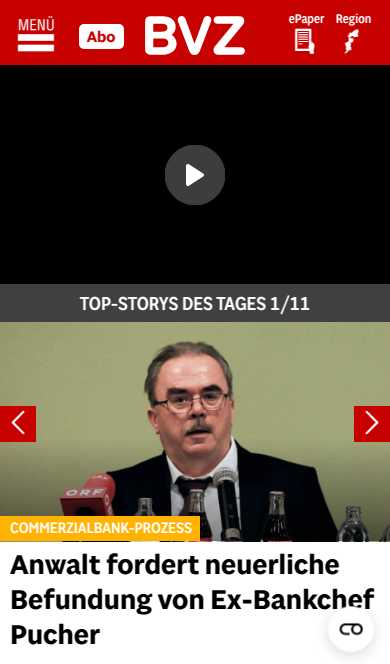 MENÜ
Abo
BVZ
ePaper
Region
TOP-STORYS DES TAGES 1/11
ORF
COMMERZIALBANK-PROZESS
Anwalt fordert neuerliche
Befundung von Ex-Bankchef
Pucher